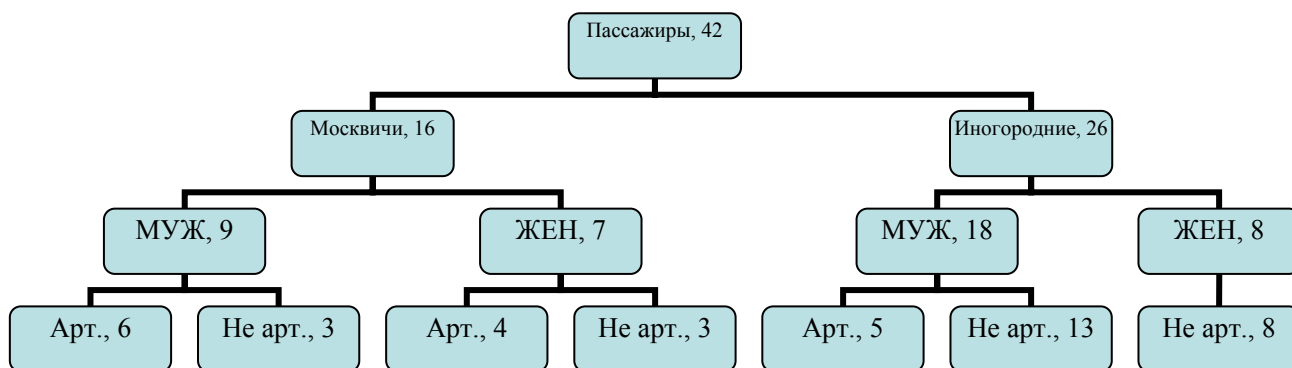 Пассажиры, 42
Москвичи, 16
Иногородние, 26
МУЖ, 9
ЖЕН, 7
МУЖ, 18
ЖЕН, 8
Арт., 6
Не арт., 3
Арт., 4
Не арт., 3
Арт., 5
Не арт., 13
Не арт., 8